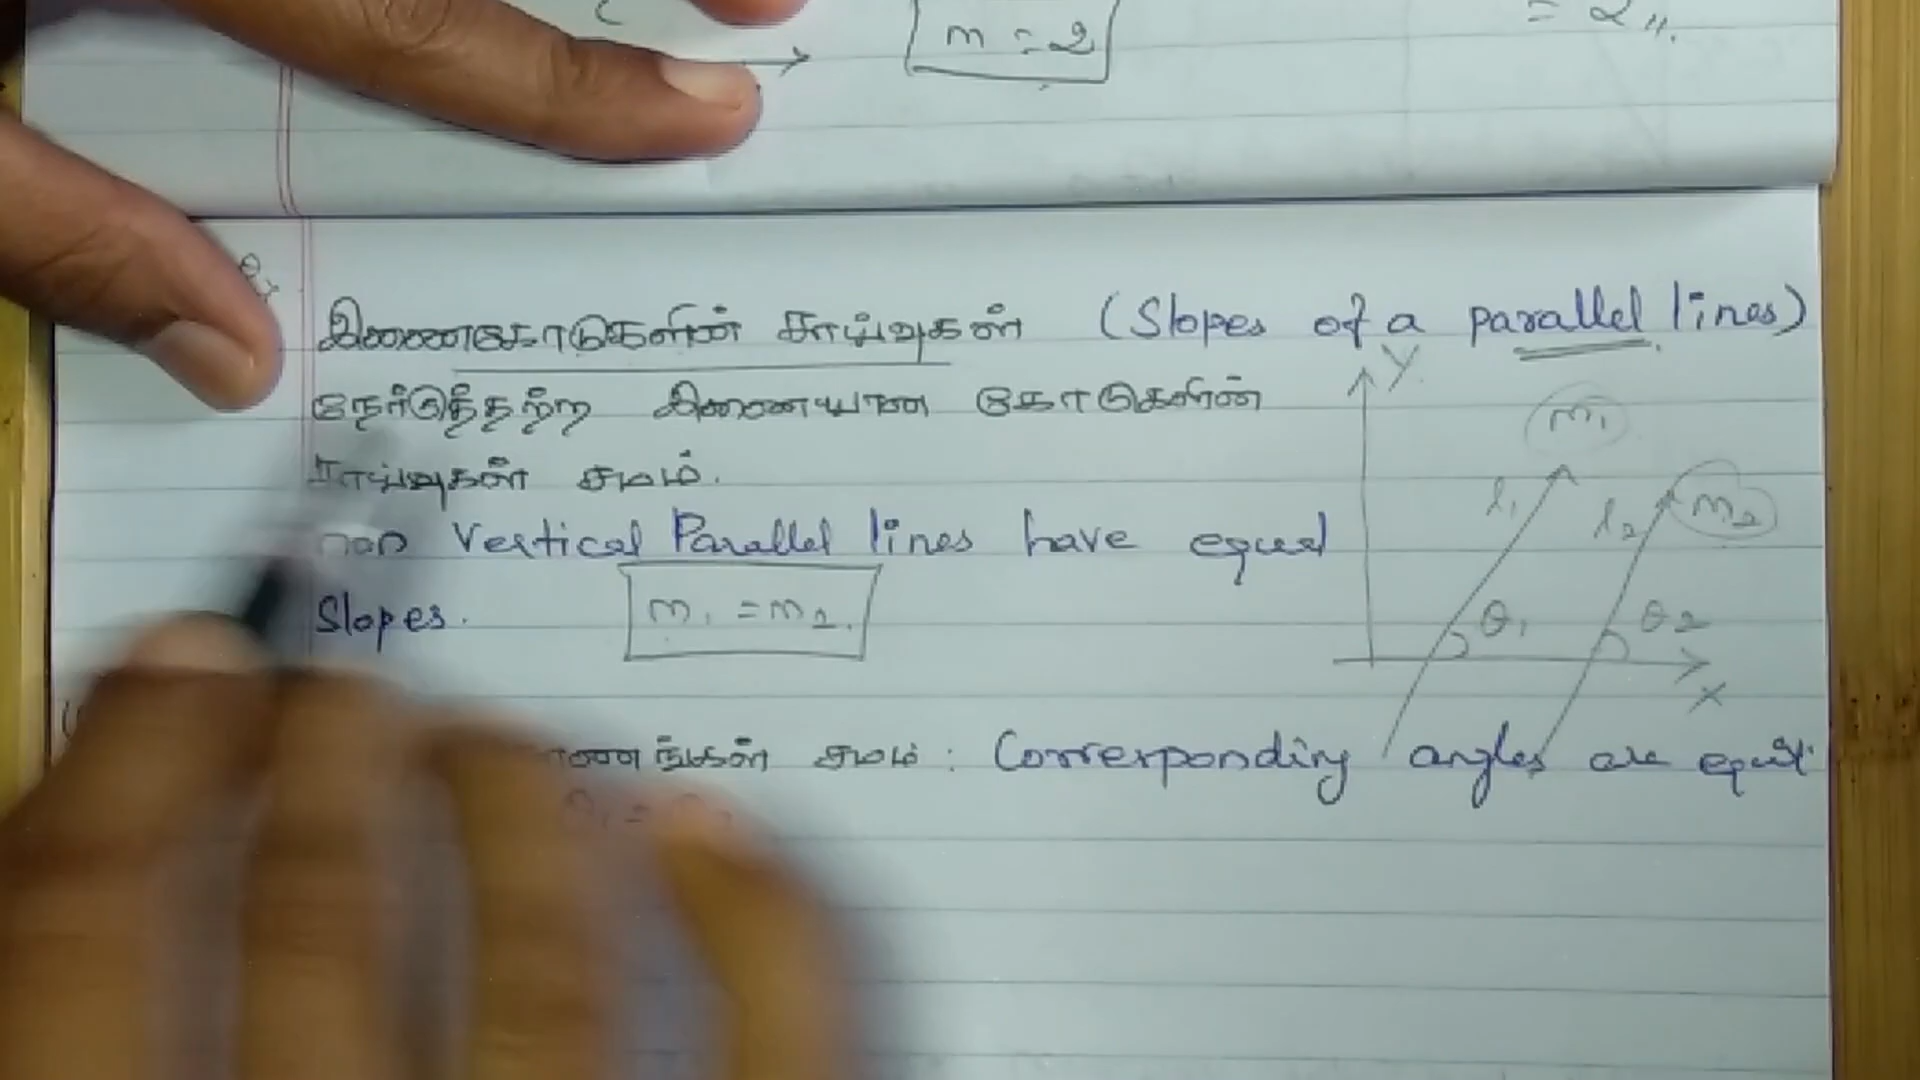 m = 2
= 2 //.
இணைகோடுகளின் சாய்வுகள் (Slopes of a parallel lines)
நேர்குத்தற்ற இணையான கோடுகளின்
சாய்வுகள் சமம்.
non Vertical Parallel lines have equal
Slopes. m₁ = m₂.
Y
m₁
l₁ l₂ m₂
θ₁ θ₂
X
சமம் : Corresponding angles are equal.